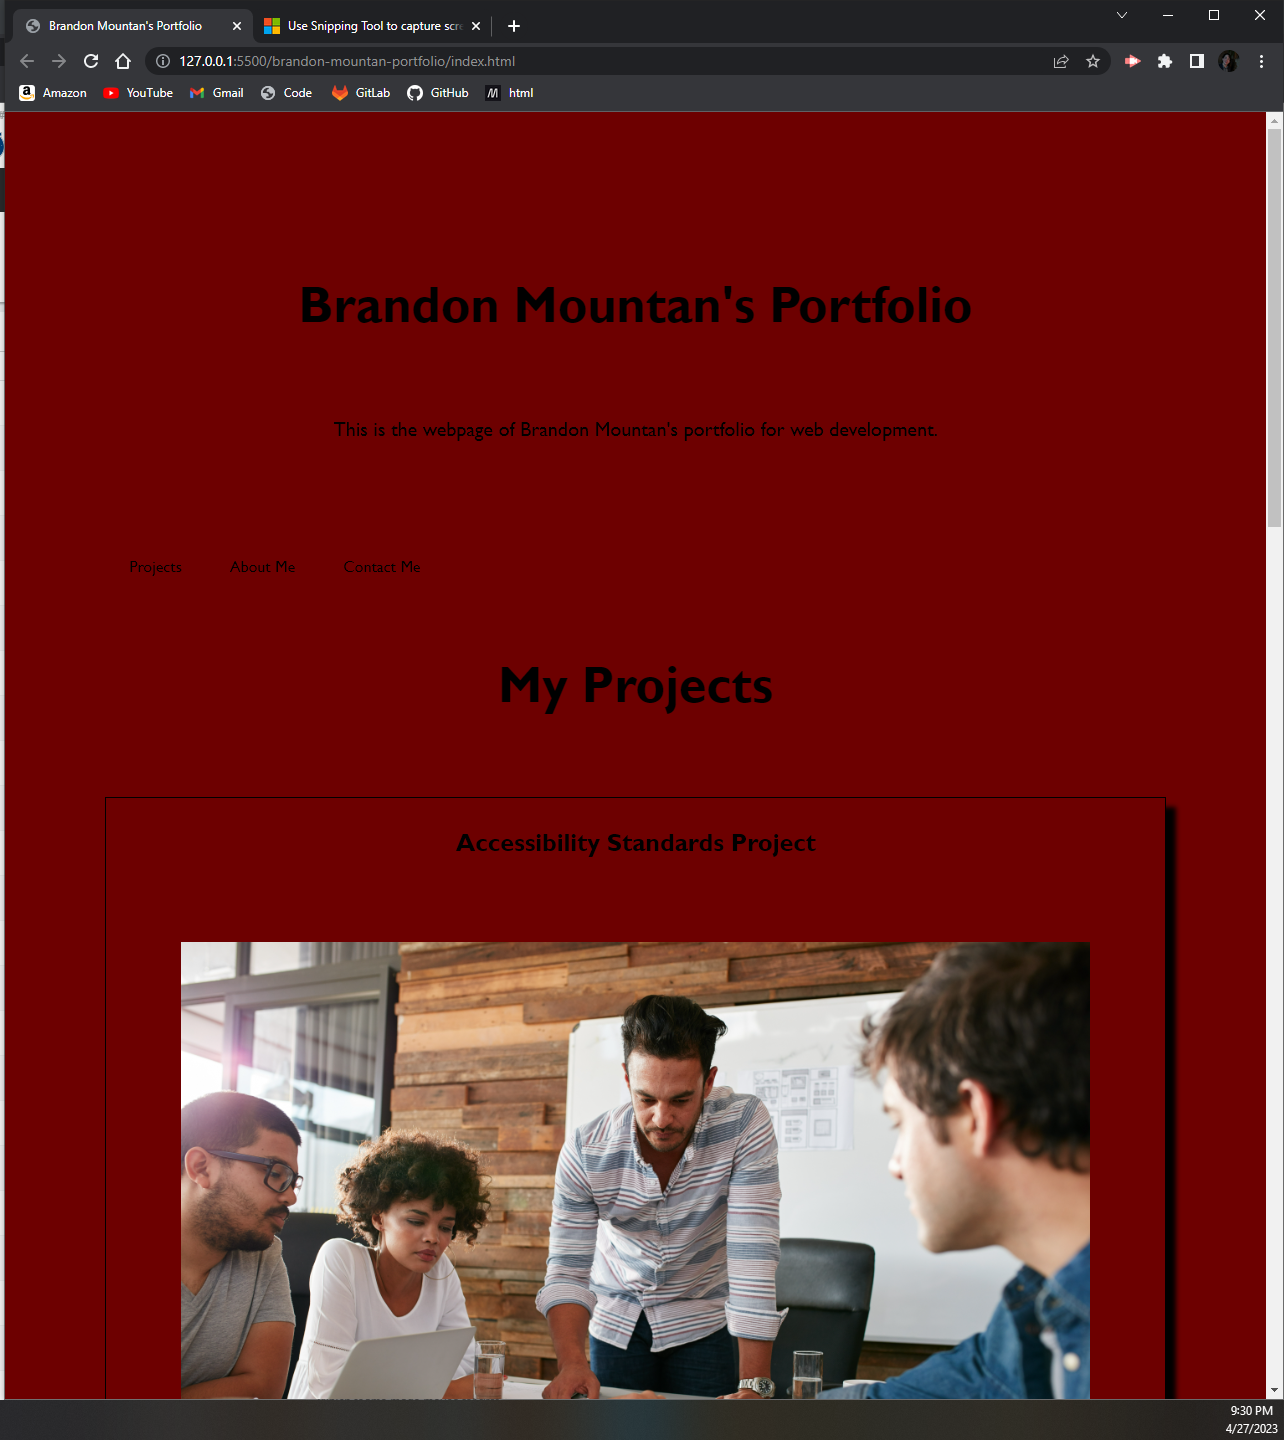 Brandon Mountan's Portfolio
Use Snipping Tool to capture scre
127.0.0.1:5500/brandon-mountan-portfolio/index.html
Amazon YouTube Gmail Code GitLab GitHub html
Brandon Mountan's Portfolio
This is the webpage of Brandon Mountan's portfolio for web development.
Projects About Me Contact Me
My Projects
Accessibility Standards Project
9:30 PM
4/27/2023